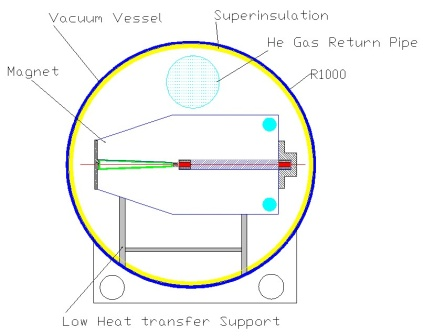 Vacuum Vessel
Superinsulation
He Gas Return Pipe
Magnet
R1000
Low Heat transfer Support